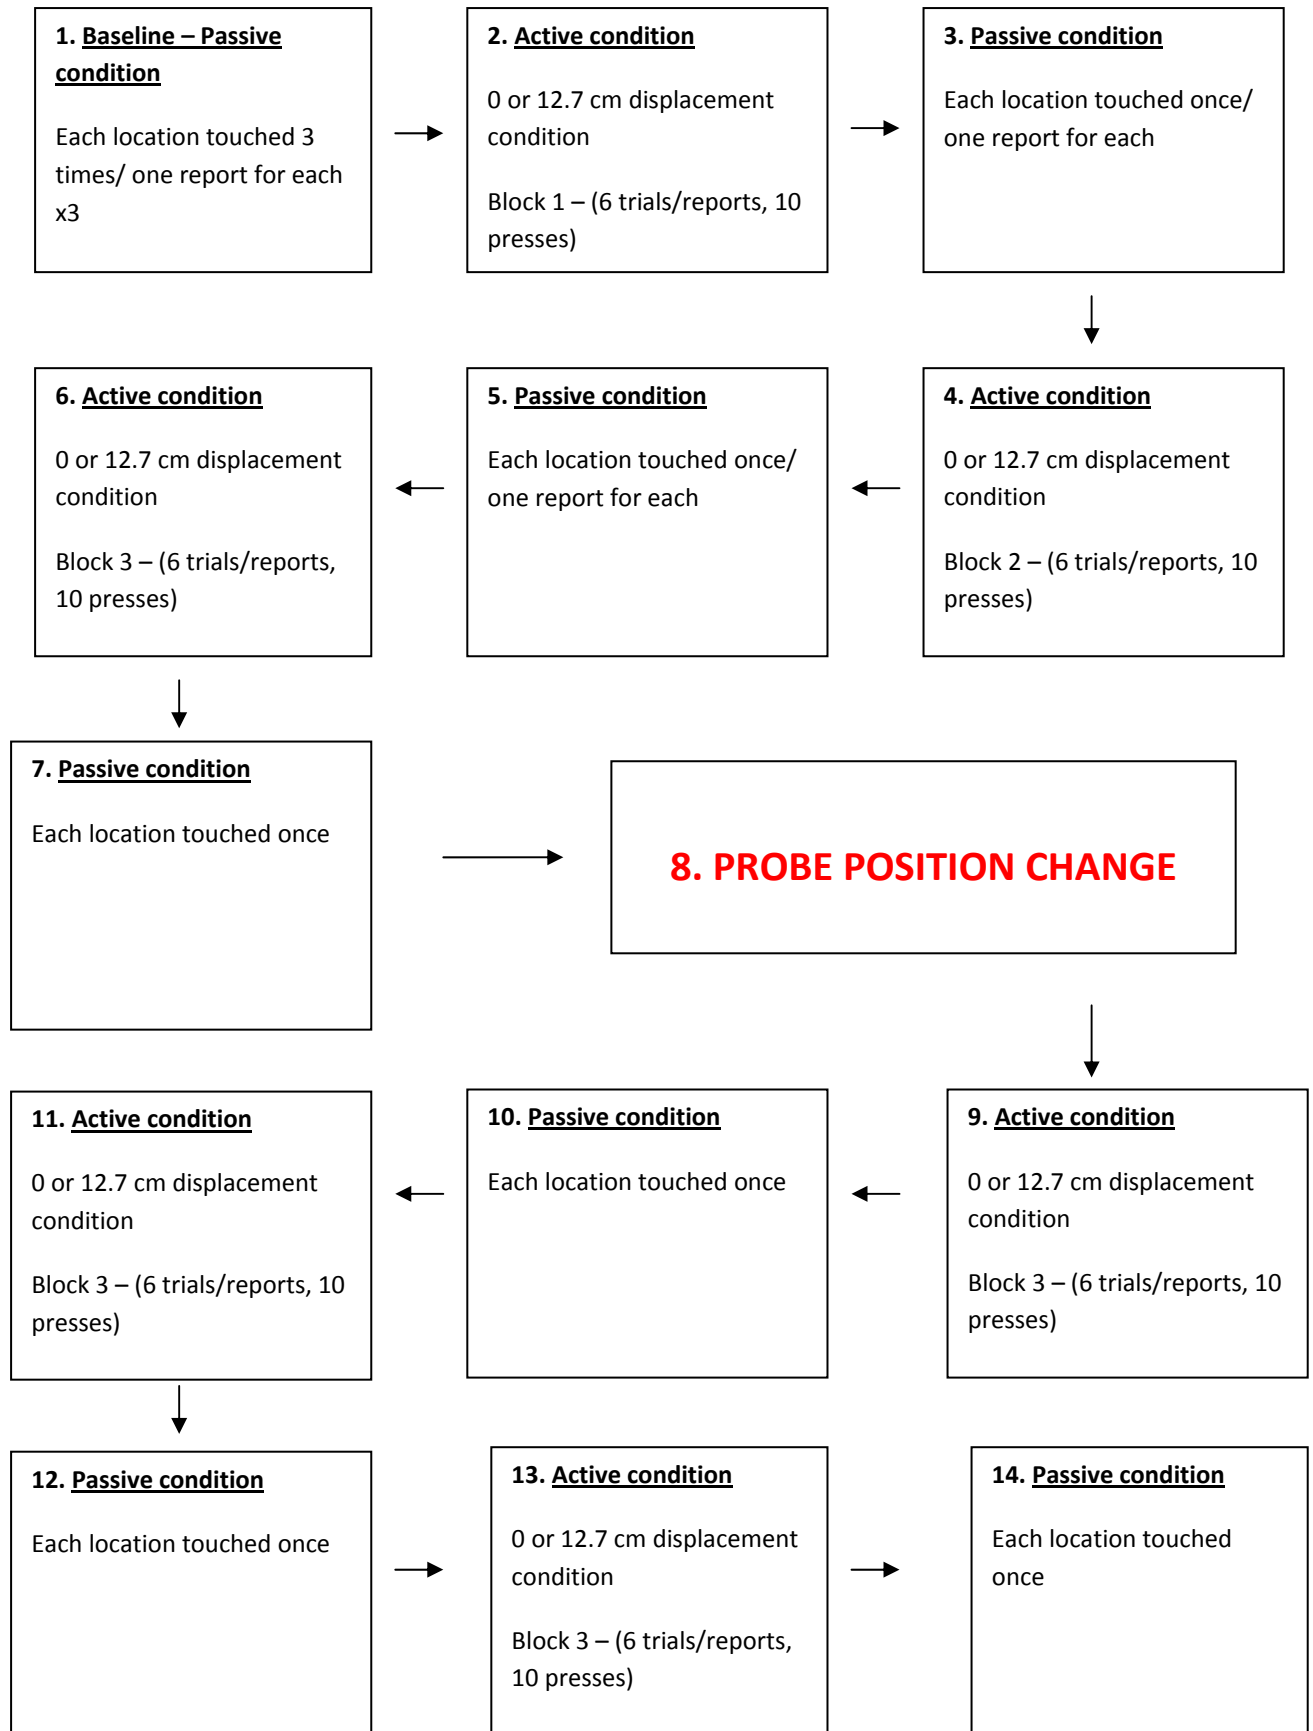 1. Baseline – Passive
condition
Each location touched 3
times/ one report for each
x3
2. Active condition
0 or 12.7 cm displacement
condition
Block 1 – (6 trials/reports, 10
presses)
3. Passive condition
Each location touched once/
one report for each
4. Active condition
0 or 12.7 cm displacement
condition
Block 2 – (6 trials/reports, 10
presses)
5. Passive condition
Each location touched once/
one report for each
6. Active condition
0 or 12.7 cm displacement
condition
Block 3 – (6 trials/reports,
10 presses)
7. Passive condition
Each location touched once
8. PROBE POSITION CHANGE
9. Active condition
0 or 12.7 cm displacement
condition
Block 3 – (6 trials/reports, 10
presses)
10. Passive condition
Each location touched once
11. Active condition
0 or 12.7 cm displacement
condition
Block 3 – (6 trials/reports, 10
presses)
12. Passive condition
Each location touched once
13. Active condition
0 or 12.7 cm displacement
condition
Block 3 – (6 trials/reports,
10 presses)
14. Passive condition
Each location touched
once